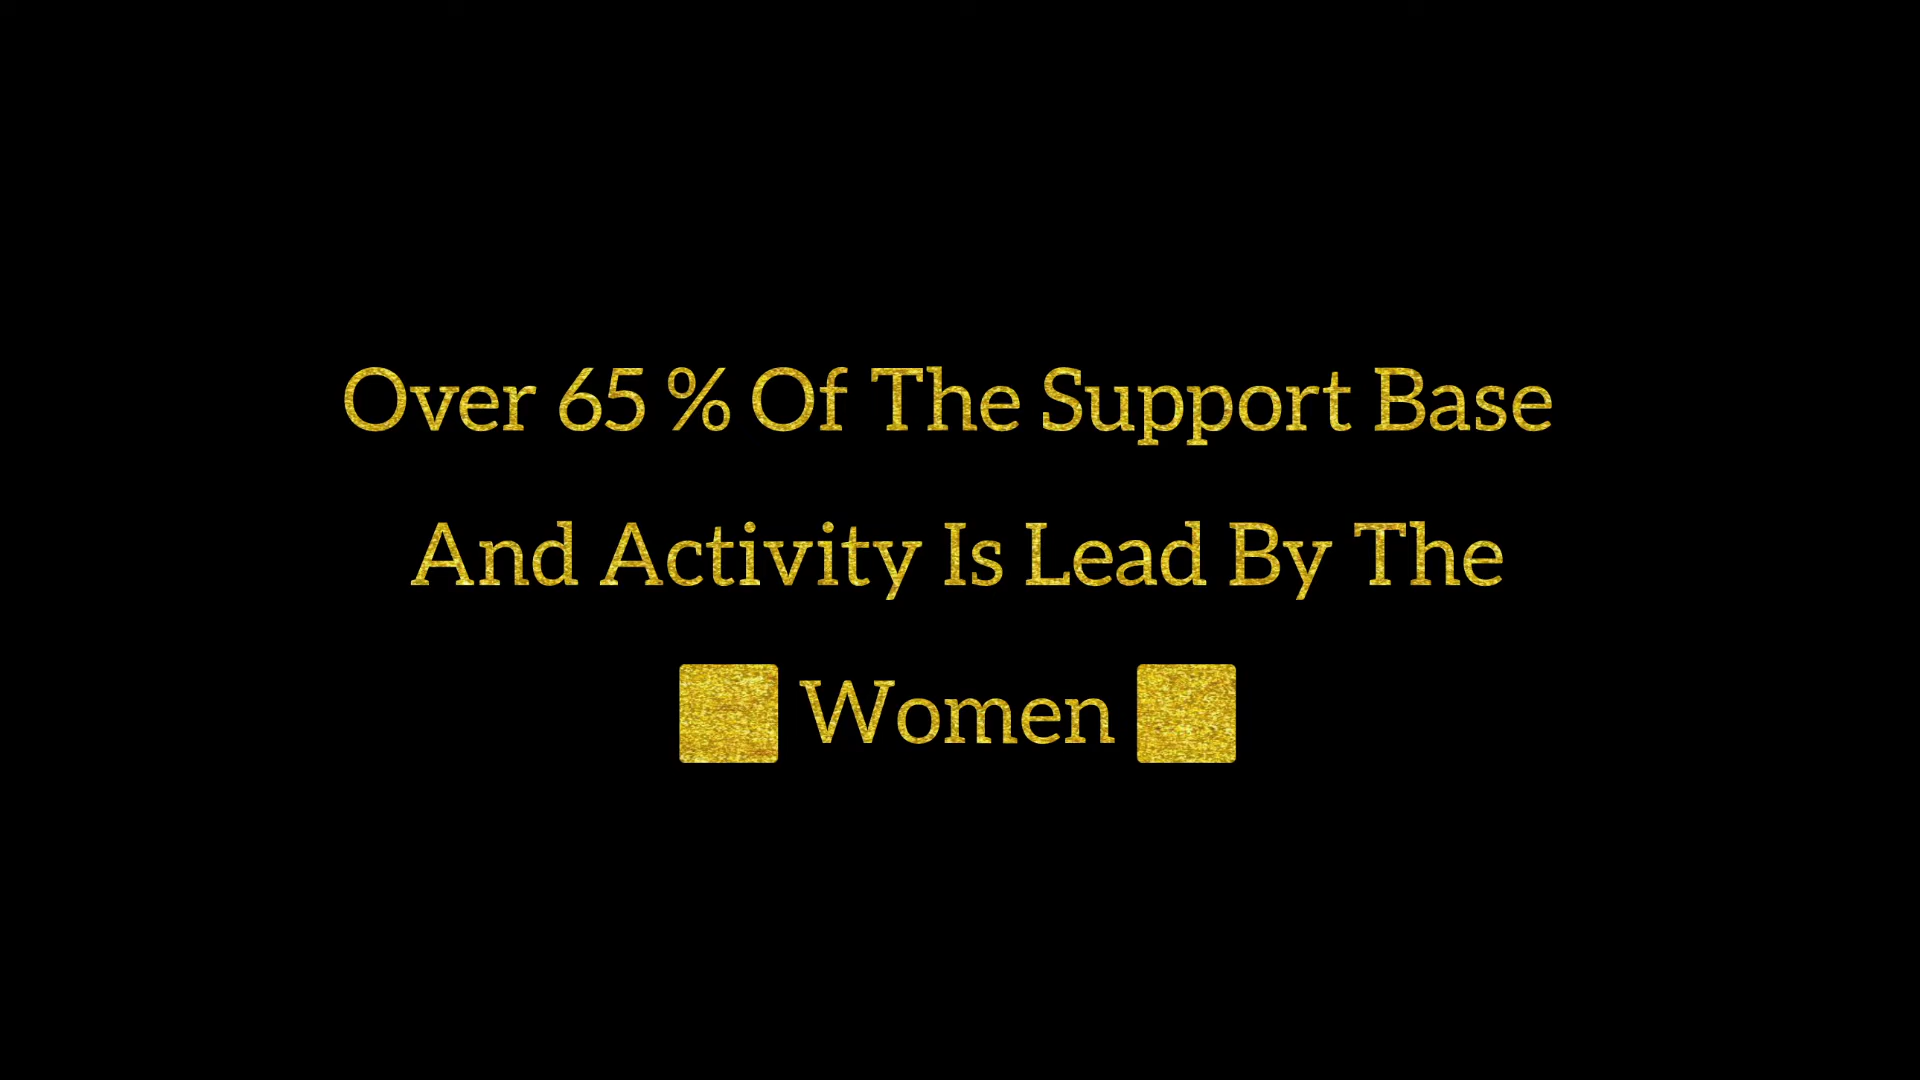 Over 65 % Of The Support Base
And Activity Is Lead By The
Women